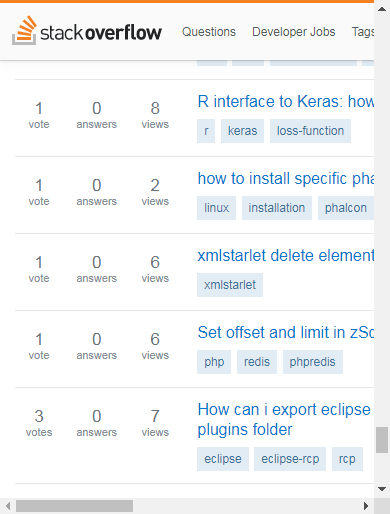 stackoverflow Questions Developer Jobs Tags
1 0 8 R interface to Keras: how
vote answers views
r keras loss-function
1 0 2 how to install specific pha
vote answers views
linux installation phalcon
1 0 6 xmlstarlet delete element
vote answers views
xmlstarlet
1 0 6 Set offset and limit in zSc
vote answers views
php redis phpredis
3 0 7 How can i export eclipse
votes answers views plugins folder
eclipse eclipse-rcp rcp